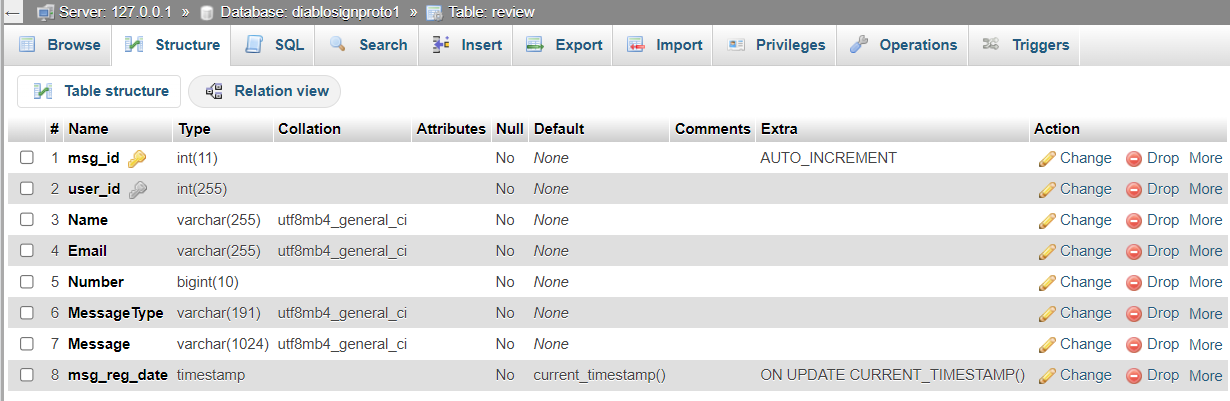 ← Server: 127.0.0.1 » Database: diablosignproto1 » Table: review
Browse Structure SQL Search Insert Export Import Privileges Operations Triggers
Table structure Relation view
# Name Type Collation Attributes Null Default Comments Extra Action
1 msg_id int(11) No None AUTO_INCREMENT Change Drop More
2 user_id int(255) No None Change Drop More
3 Name varchar(255) utf8mb4_general_ci No None Change Drop More
4 Email varchar(255) utf8mb4_general_ci No None Change Drop More
5 Number bigint(10) No None Change Drop More
6 MessageType varchar(191) utf8mb4_general_ci No None Change Drop More
7 Message varchar(1024) utf8mb4_general_ci No None Change Drop More
8 msg_reg_date timestamp No current_timestamp() ON UPDATE CURRENT_TIMESTAMP() Change Drop More